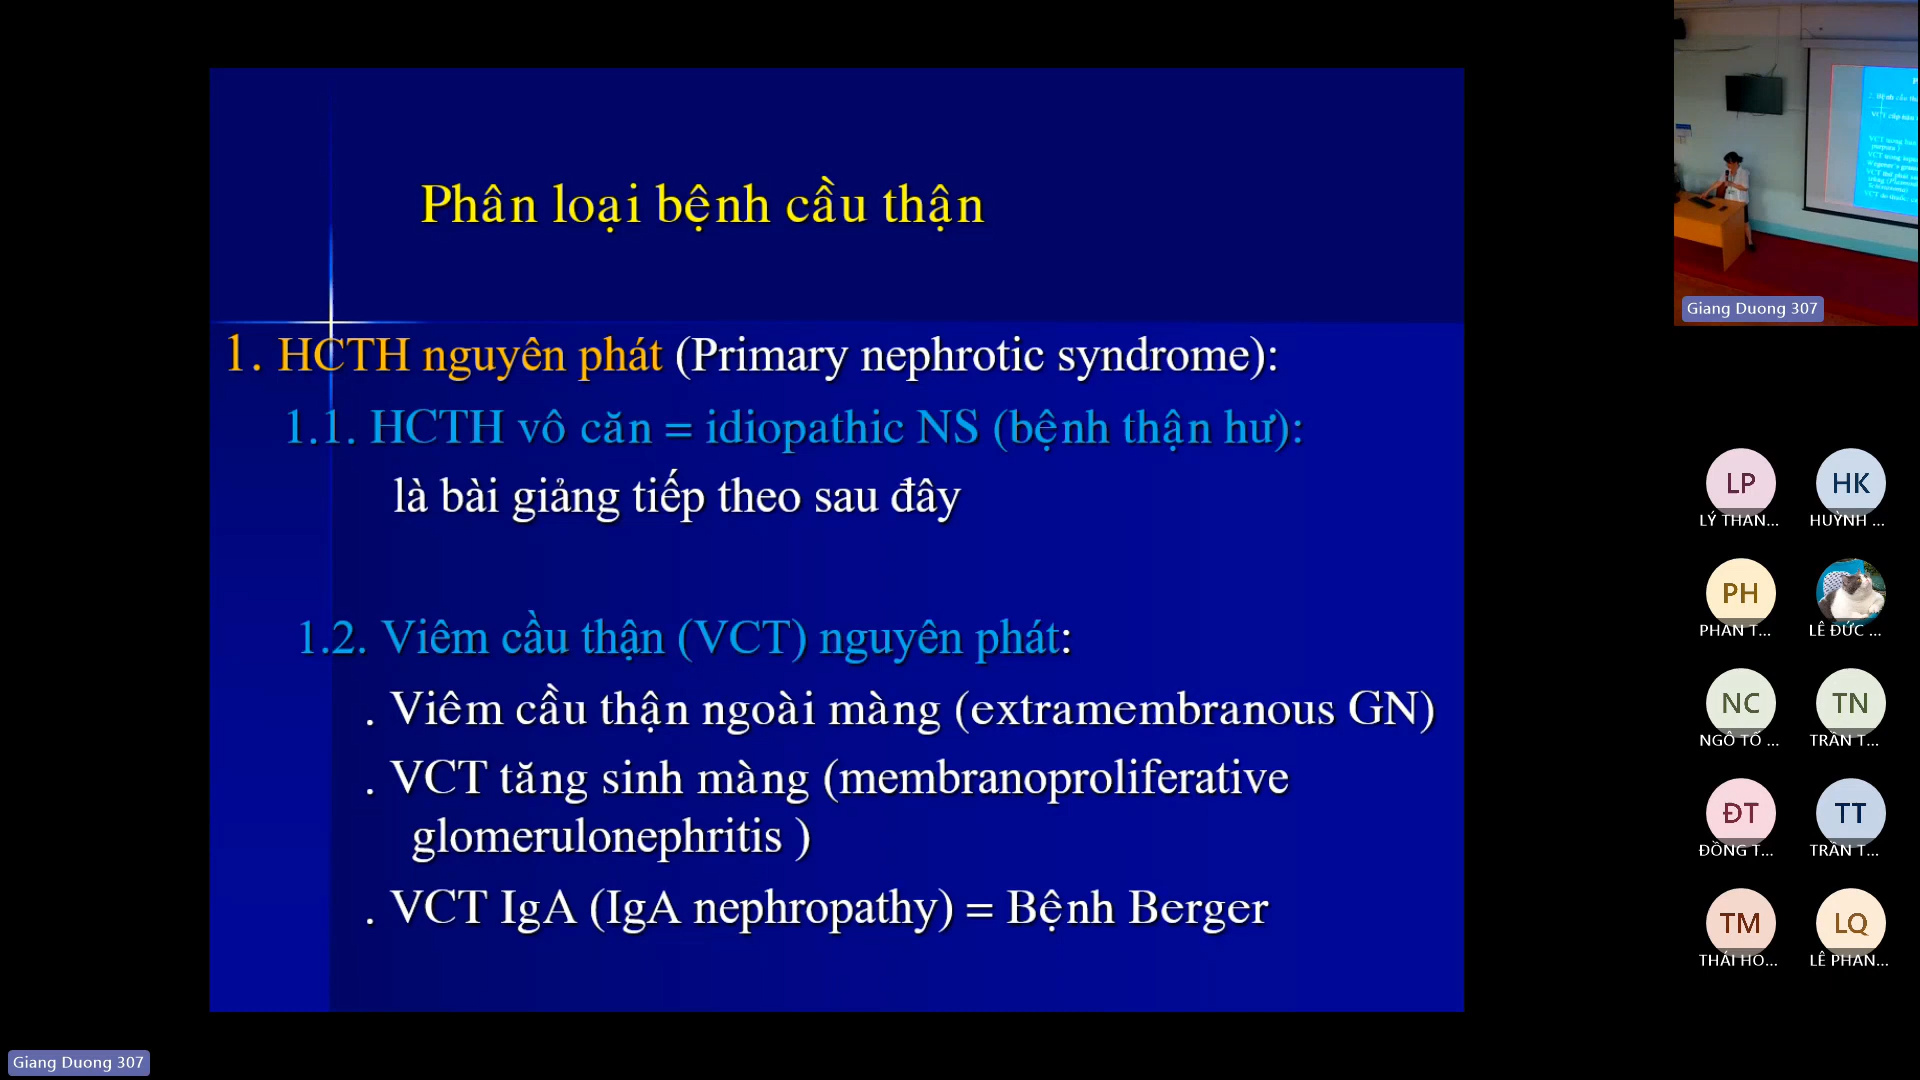 Phân loại bệnh cầu thận
1. HCTH nguyên phát (Primary nephrotic syndrome):
1.1. HCTH vô căn = idiopathic NS (bệnh thận hư):
là bài giảng tiếp theo sau đây
1.2. Viêm cầu thận (VCT) nguyên phát:
. Viêm cầu thận ngoài màng (extramembranous GN)
. VCT tăng sinh màng (membranoproliferative
glomerulonephritis )
. VCT IgA (IgA nephropathy) = Bệnh Berger
Giang Duong 307
LP
LÝ THAN...
HK
HUỲNH ...
PH
PHAN T...
LÊ ĐỨC ...
NC
NGÔ TỐ ...
TN
TRẦN T...
ĐT
ĐỒNG T...
TT
TRẦN T...
TM
THÁI HO...
LQ
LÊ PHAN...
Giang Duong 307